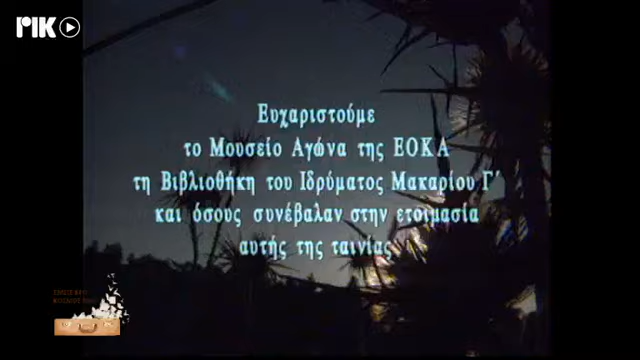 ΡΙΚ
Ευχαριστούμε
το Μουσείο Αγώνα της ΕΟΚΑ
τη Βιβλιοθήκη του Ιδρύματος Μακαρίου Γ΄
και όσους συνέβαλαν στην ετοιμασία
αυτής της ταινίας